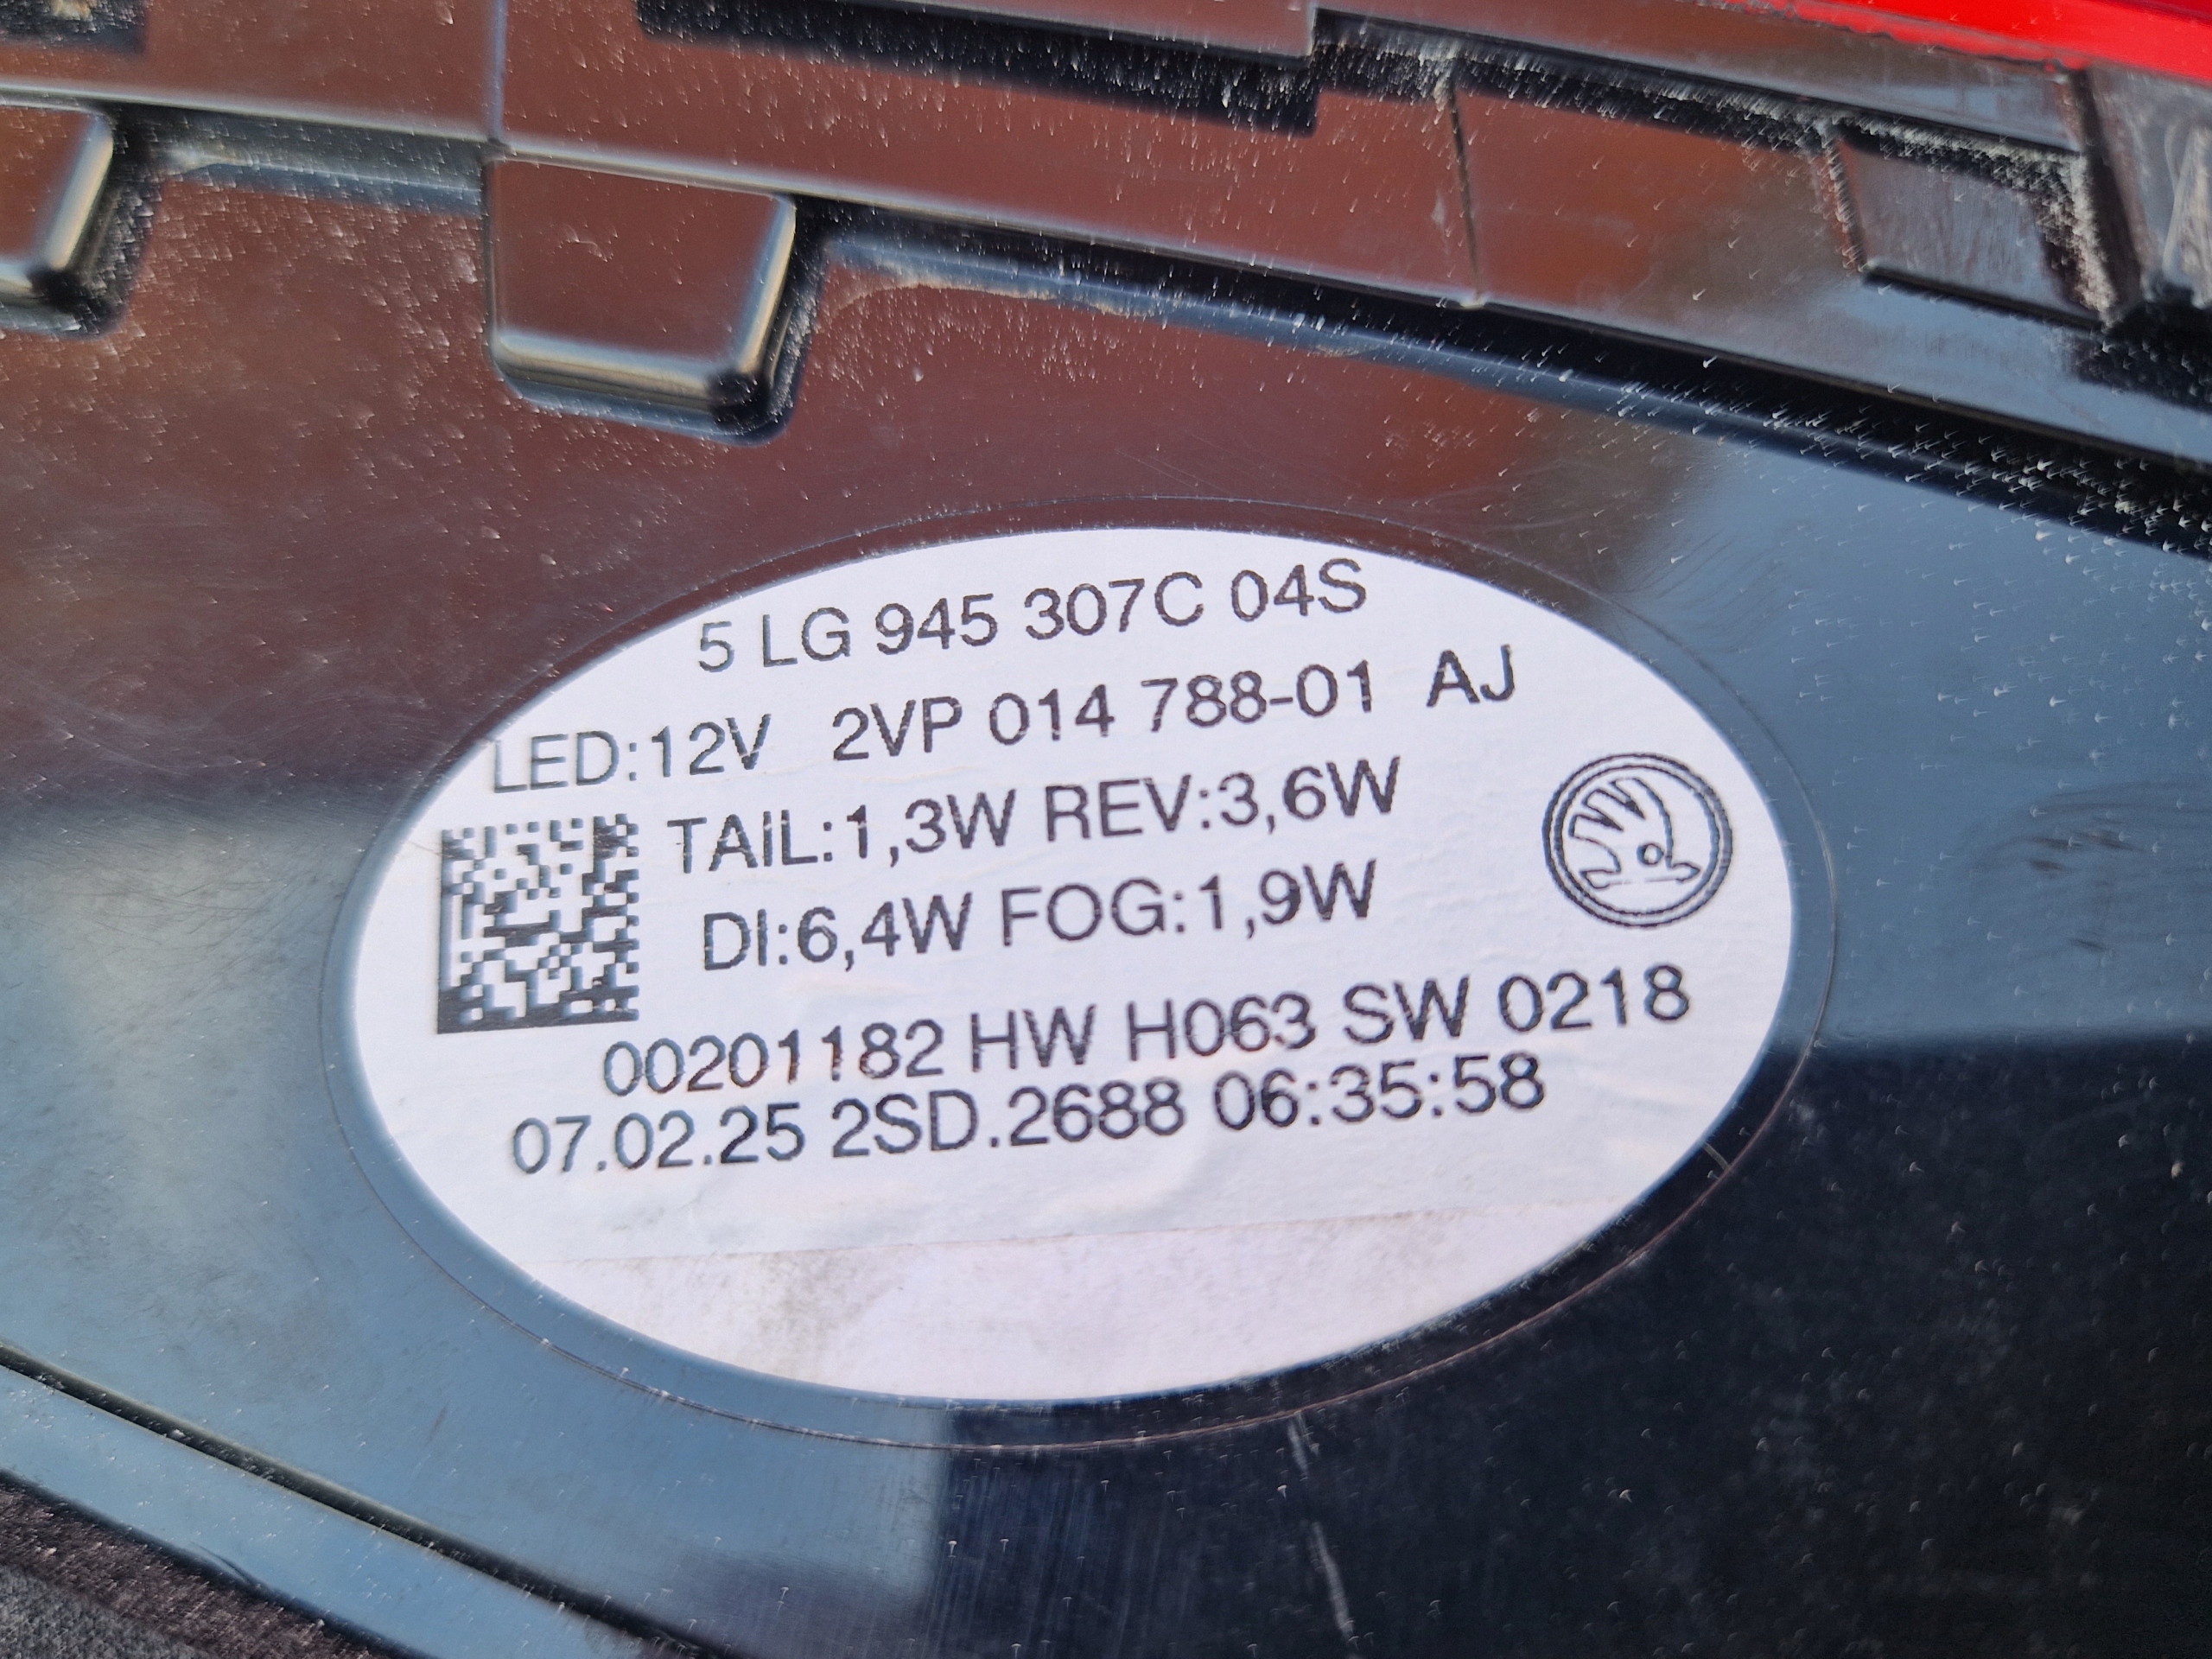 5 LG 945 307C 04S
LED:12V 2VP 014 788-01 AJ
TAIL:1,3W REV:3,6W
DI:6,4W FOG:1,9W
00201182 HW H063 SW 0218
07.02.25 2SD.2688 06:35:58